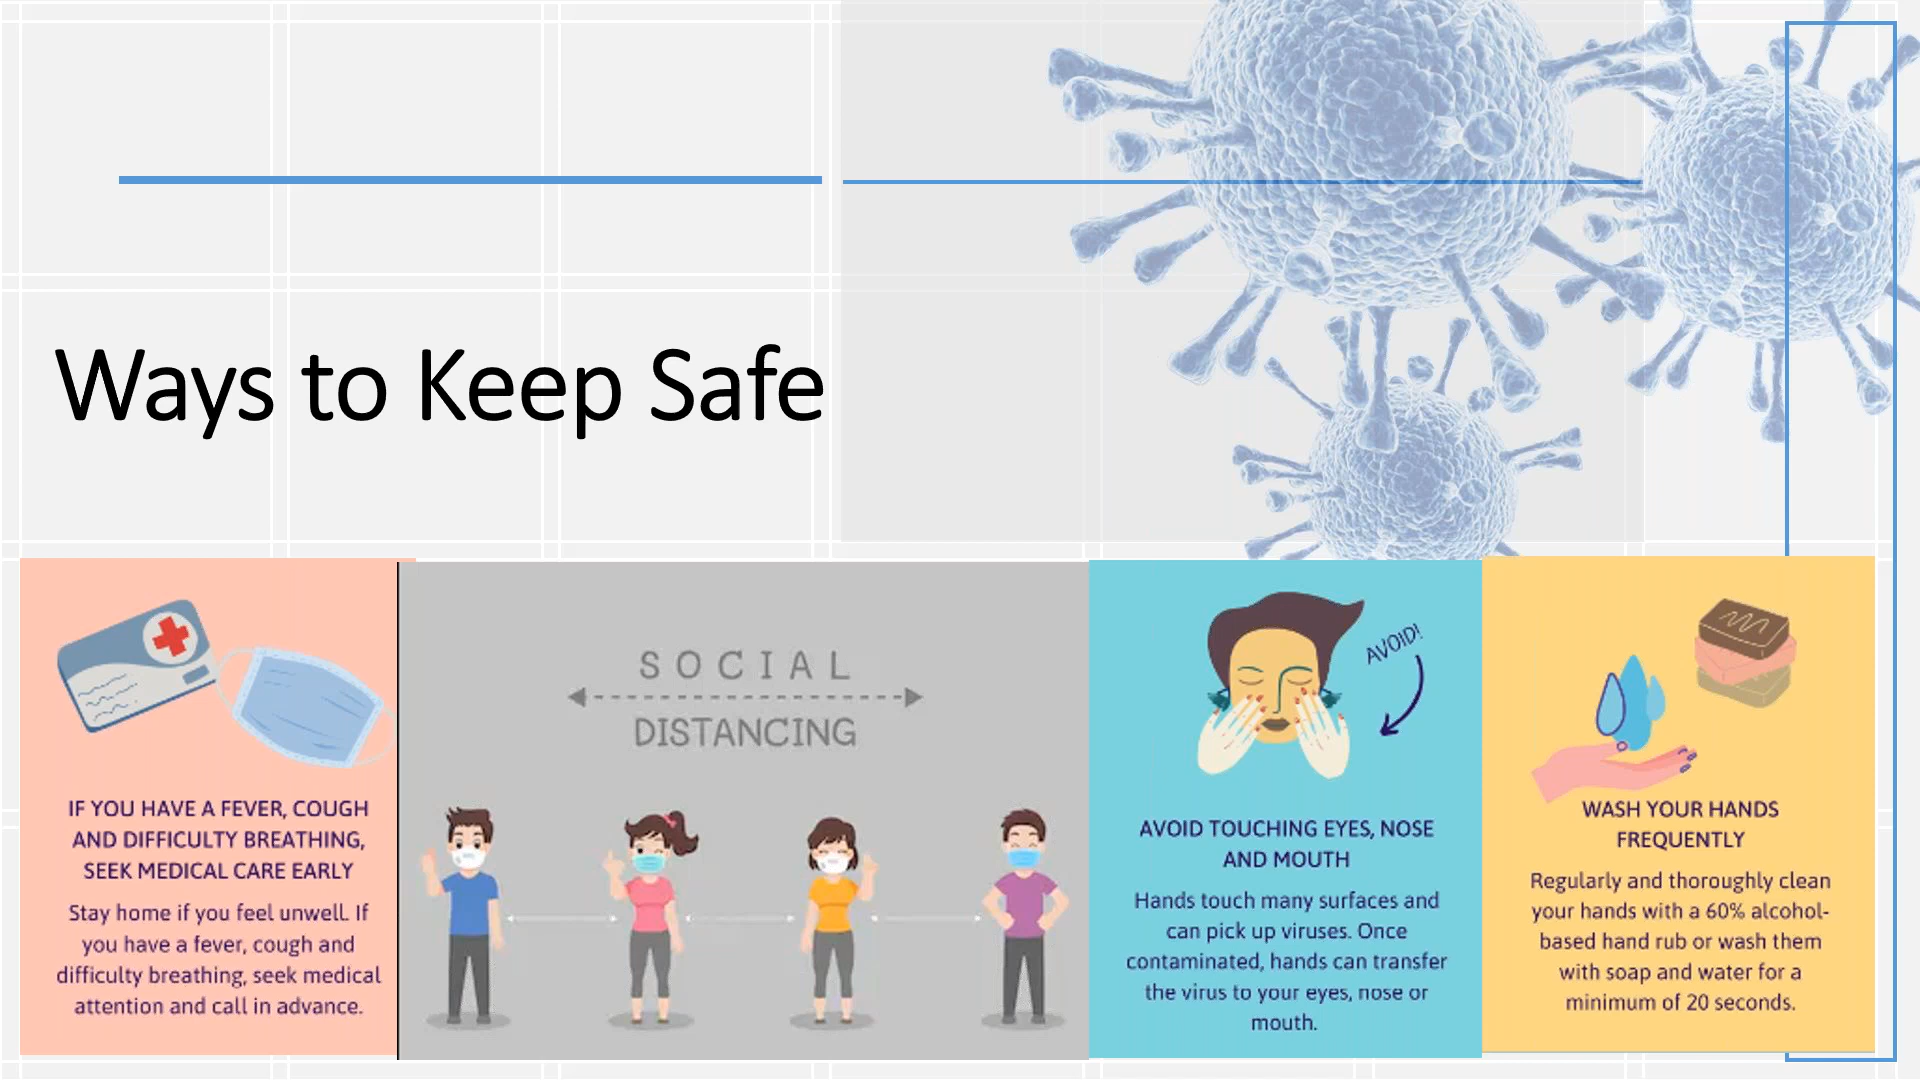 Ways to Keep Safe
IF YOU HAVE A FEVER, COUGH
AND DIFFICULTY BREATHING,
SEEK MEDICAL CARE EARLY
Stay home if you feel unwell. If
you have a fever, cough and
difficulty breathing, seek medical
attention and call in advance.
SOCIAL
DISTANCING
AVOID!
AVOID TOUCHING EYES, NOSE
AND MOUTH
Hands touch many surfaces and
can pick up viruses. Once
contaminated, hands can transfer
the virus to your eyes, nose or
mouth.
WASH YOUR HANDS
FREQUENTLY
Regularly and thoroughly clean
your hands with a 60% alcohol-
based hand rub or wash them
with soap and water for a
minimum of 20 seconds.